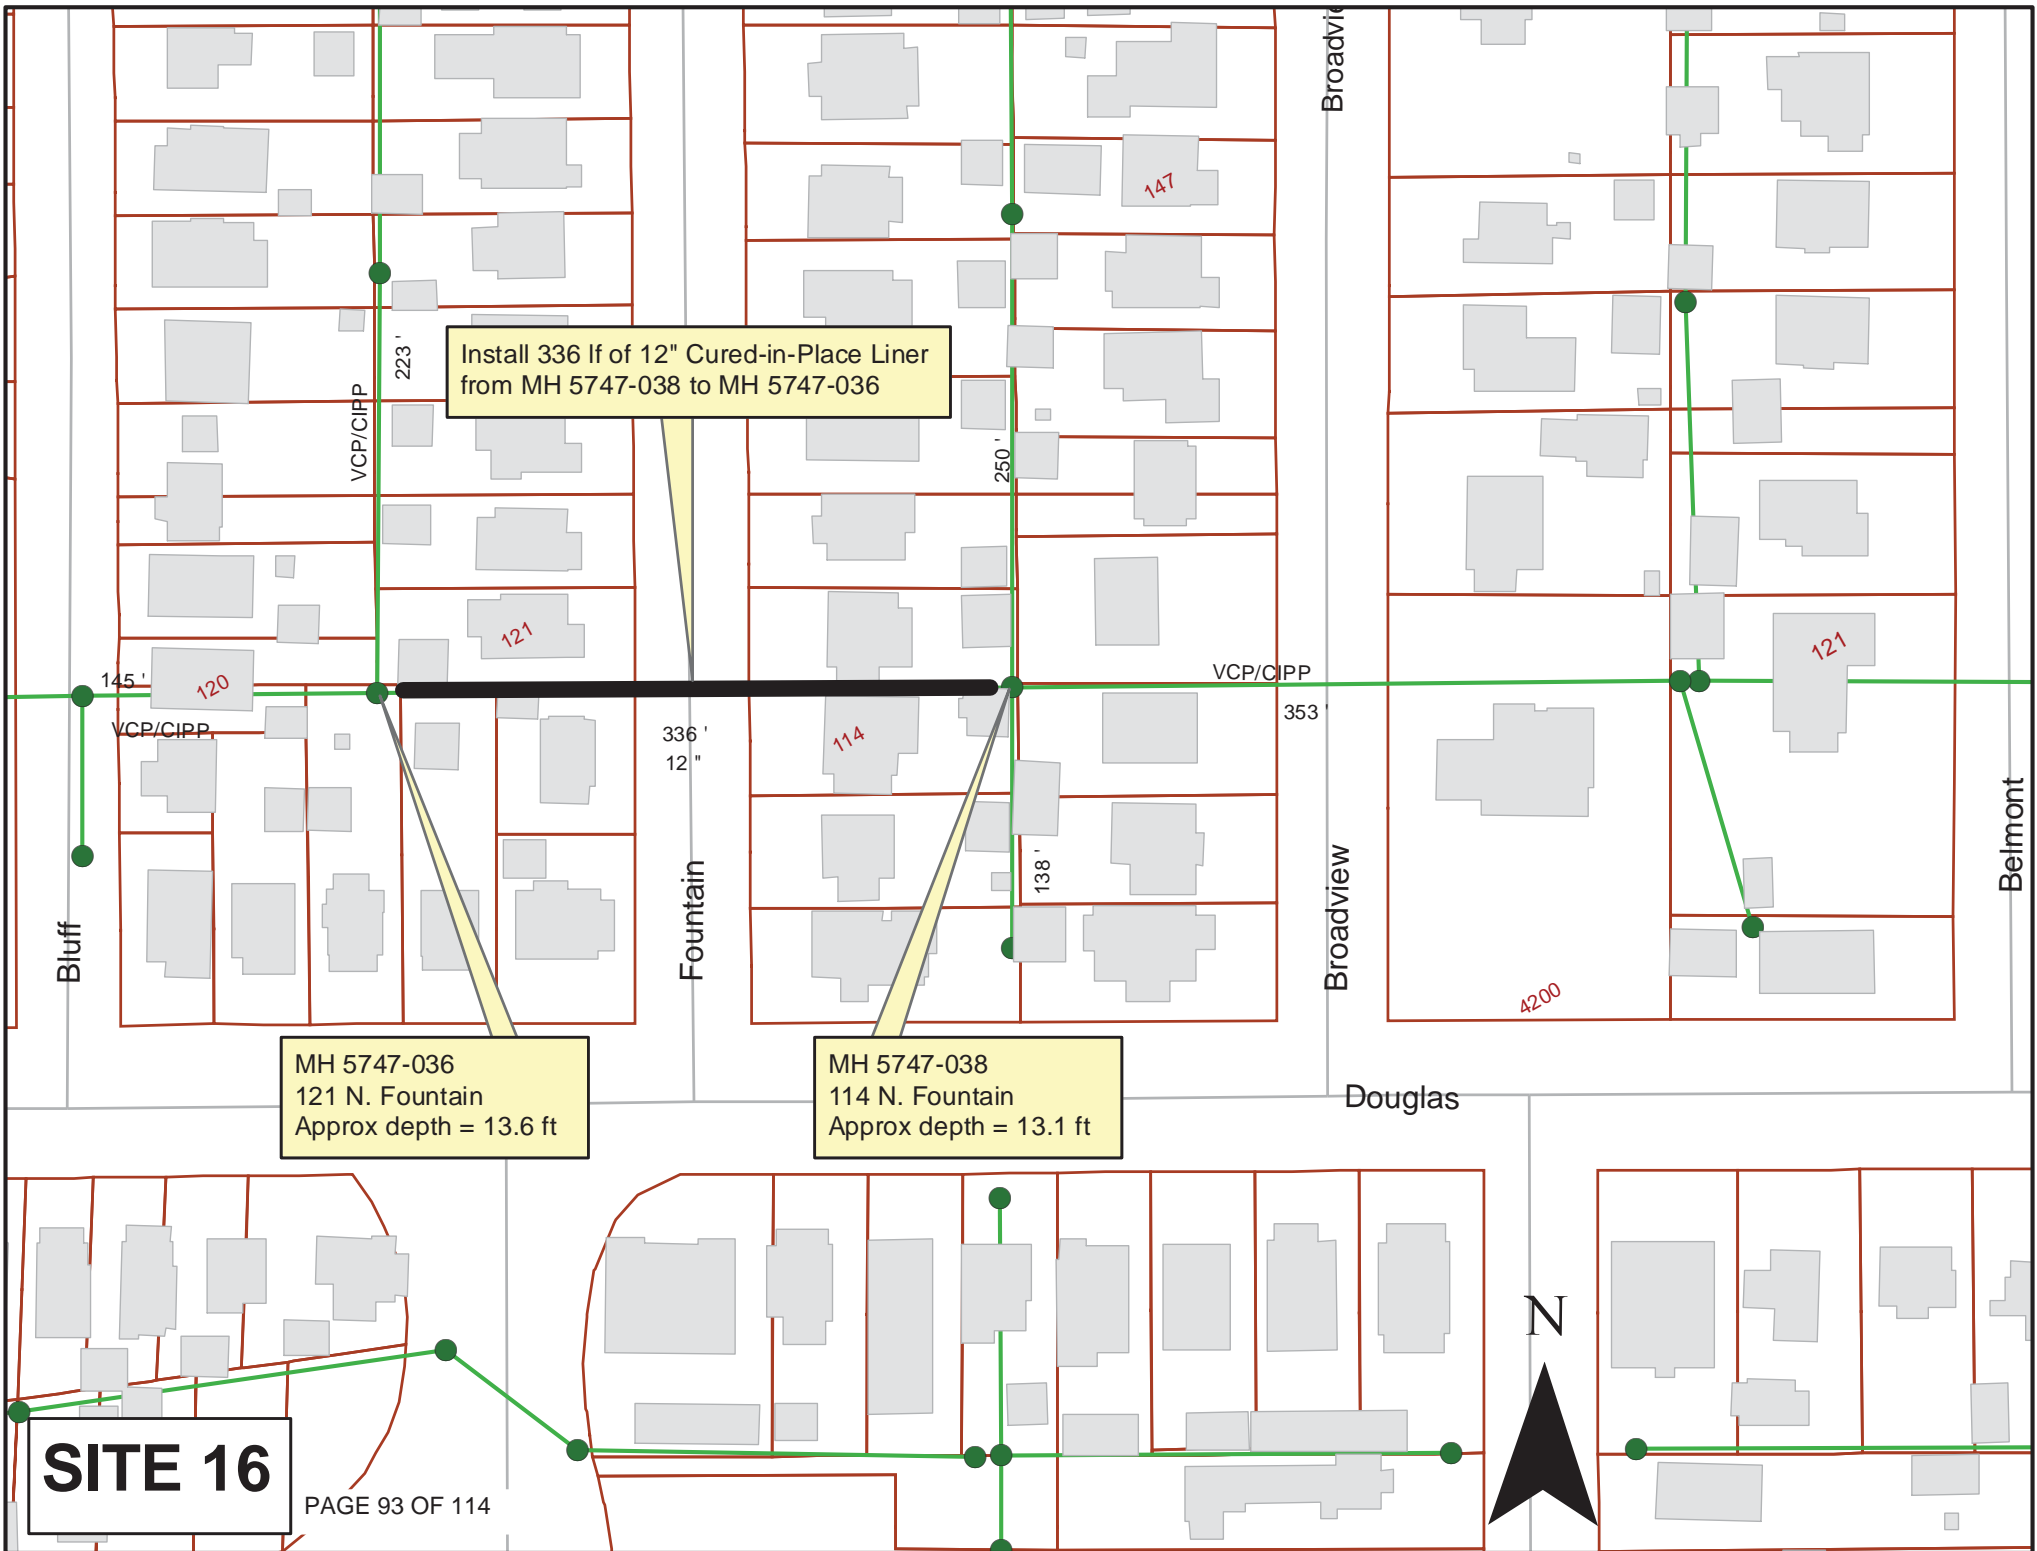 Broadvie
147
223 '
VCP/CIPP
Install 336 lf of 12" Cured-in-Place Liner
from MH 5747-038 to MH 5747-036
250 '
121
121
145 '
120
VCP/CIPP
VCP/CIPP
353 '
336 '
12 "
114
138 '
Bluff
Fountain
Broadview
Belmont
4200
MH 5747-036
121 N. Fountain
Approx depth = 13.6 ft
MH 5747-038
114 N. Fountain
Approx depth = 13.1 ft
Douglas
N
SITE 16
PAGE 93 OF 114